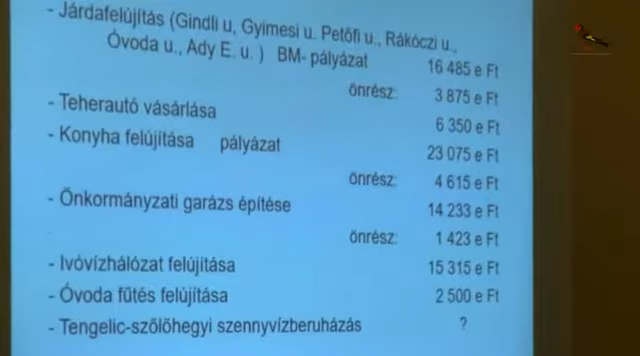 - Járdafelújítás (Gindli u, Gyimesi u. Petőfi u., Rákóczi u.,
Óvoda u., Ady E. u. ) BM- pályázat 16 485 e Ft
önrész: 3 875 e Ft
- Teherautó vásárlása 6 350 e Ft
- Konyha felújítása pályázat 23 075 e Ft
önrész: 4 615 e Ft
- Önkormányzati garázs építése 14 233 e Ft
önrész: 1 423 e Ft
- Ivóvízhálózat felújítása 15 315 e Ft
- Óvoda fűtés felújítása 2 500 e Ft
- Tengelic-szőlőhegyi szennyvízberuházás ?